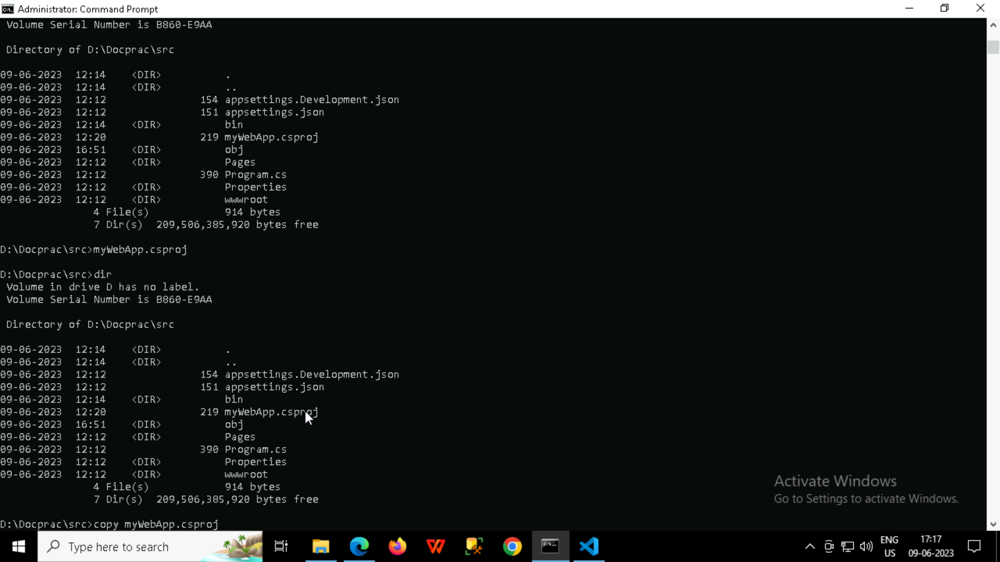 Administrator: Command Prompt
Volume Serial Number is B860-E9AA
Directory of D:\Docprac\src
09-06-2023  12:14    <DIR>          .
09-06-2023  12:14    <DIR>          ..
09-06-2023  12:12               154 appsettings.Development.json
09-06-2023  12:12               151 appsettings.json
09-06-2023  12:14    <DIR>          bin
09-06-2023  12:20               219 myWebApp.csproj
09-06-2023  16:51    <DIR>          obj
09-06-2023  12:12    <DIR>          Pages
09-06-2023  12:12               390 Program.cs
09-06-2023  12:12    <DIR>          Properties
09-06-2023  12:12    <DIR>          wwwroot
4 File(s)            914 bytes
7 Dir(s)  209,506,385,920 bytes free
D:\Docprac\src>myWebApp.csproj
D:\Docprac\src>dir
Volume in drive D has no label.
Volume Serial Number is B860-E9AA
Directory of D:\Docprac\src
09-06-2023  12:14    <DIR>          .
09-06-2023  12:14    <DIR>          ..
09-06-2023  12:12               154 appsettings.Development.json
09-06-2023  12:12               151 appsettings.json
09-06-2023  12:14    <DIR>          bin
09-06-2023  12:20               219 myWebApp.csproj
09-06-2023  16:51    <DIR>          obj
09-06-2023  12:12    <DIR>          Pages
09-06-2023  12:12               390 Program.cs
09-06-2023  12:12    <DIR>          Properties
09-06-2023  12:12    <DIR>          wwwroot
4 File(s)            914 bytes
7 Dir(s)  209,506,385,920 bytes free
D:\Docprac\src>copy myWebApp.csproj
Activate Windows
Go to Settings to activate Windows.
Type here to search
ENG
US
17:17
09-06-2023